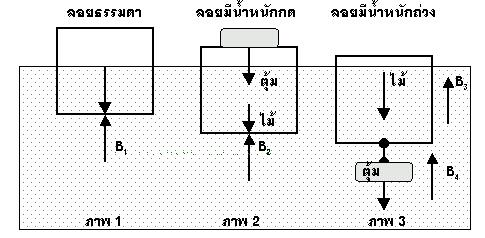 ลอยธรรมดา ลอยมีน้ำหนักกด ลอยมีน้ำหนักถ่วง
ตุ้ม ไม้ B3
ไม้
B1 B2 ตุ้ม B4
ภาพ 1 ภาพ 2 ภาพ 3